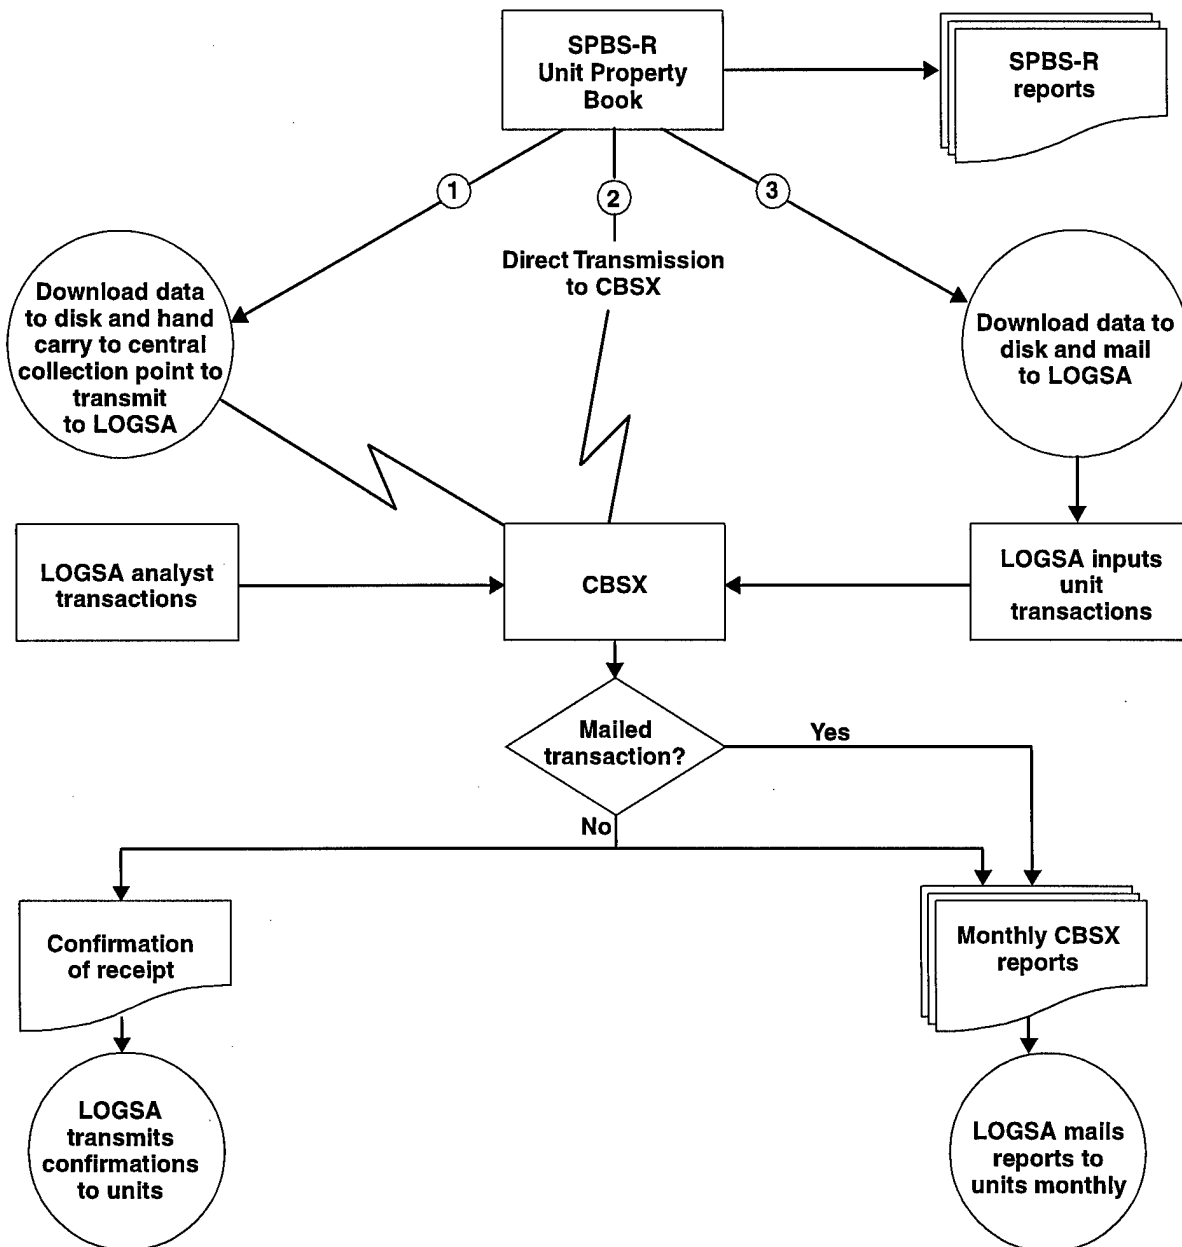 SPBS-R
Unit Property
Book
SPBS-R
reports
1
2
3
Direct Transmission
to CBSX
Download data
to disk and hand
carry to central
collection point to
transmit
to LOGSA
Download data to
disk and mail
to LOGSA
LOGSA analyst
transactions
CBSX
LOGSA inputs
unit
transactions
Mailed
transaction?
Yes
No
Confirmation
of receipt
Monthly CBSX
reports
LOGSA
transmits
confirmations
to units
LOGSA mails
reports to
units monthly